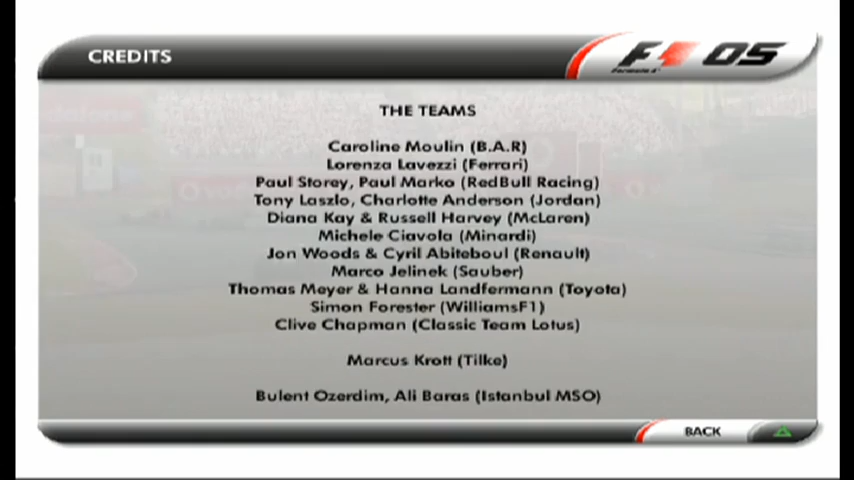 CREDITS
F1 05
Formula 1
THE TEAMS
Caroline Moulin (B.A.R)
Lorenza Lavezzi (Ferrari)
Paul Storey, Paul Marko (RedBull Racing)
Tony Laszlo, Charlotte Anderson (Jordan)
Diana Kay & Russell Harvey (McLaren)
Michele Ciavola (Minardi)
Jon Woods & Cyril Abiteboul (Renault)
Marco Jelinek (Sauber)
Thomas Meyer & Hanna Landfermann (Toyota)
Simon Forester (WilliamsF1)
Clive Chapman (Classic Team Lotus)
Marcus Krott (Tilke)
Bulent Ozerdim, Ali Baras (Istanbul MSO)
BACK